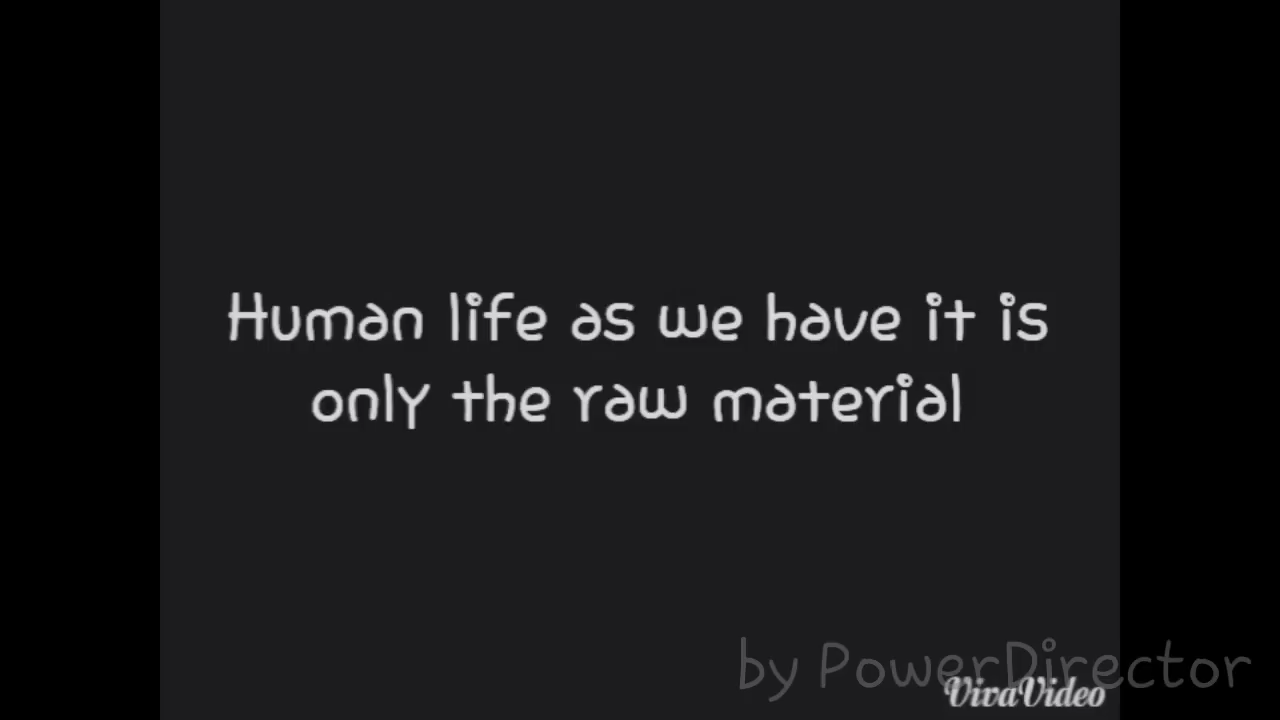 Human life as we have it is
only the raw material
by PowerDirector
VivaVideo